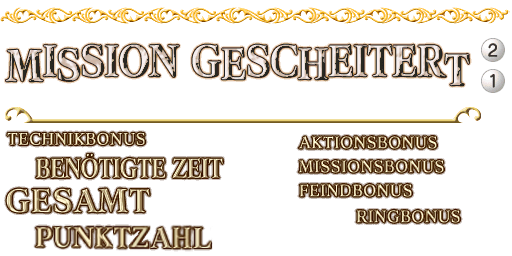 MISSION GESCHEITERT
2
1
TECHNIKBONUS
BENÖTIGTE ZEIT
GESAMT
PUNKTZAHL
AKTIONSBONUS
MISSIONSBONUS
FEINDBONUS
RINGBONUS